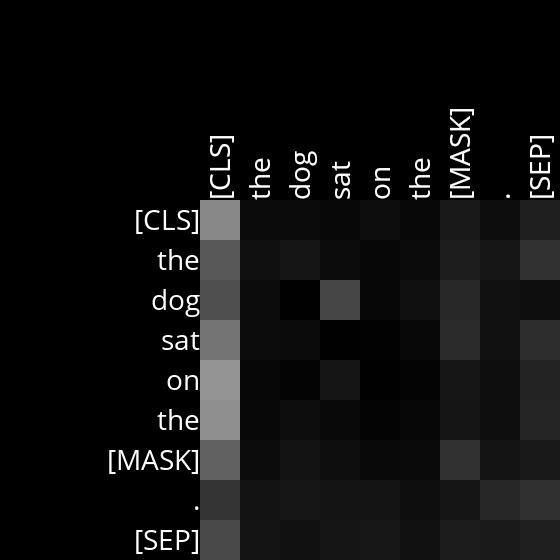 [CLS] the dog sat on the [MASK] . [SEP]
[CLS]
the
dog
sat
on
the
[MASK]
.
[SEP]